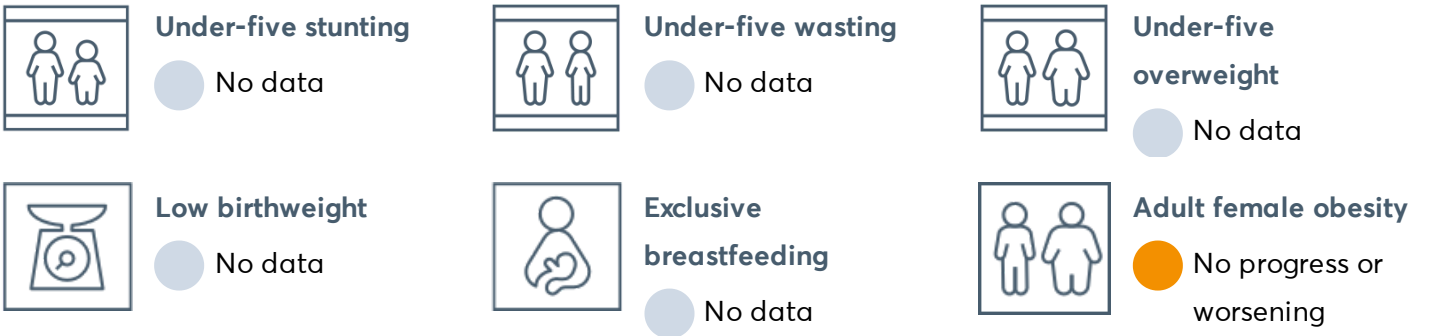 Under-five stunting
No data
Under-five wasting
No data
Under-five
overweight
No data
Low birthweight
No data
Exclusive
breastfeeding
No data
Adult female obesity
No progress or
worsening